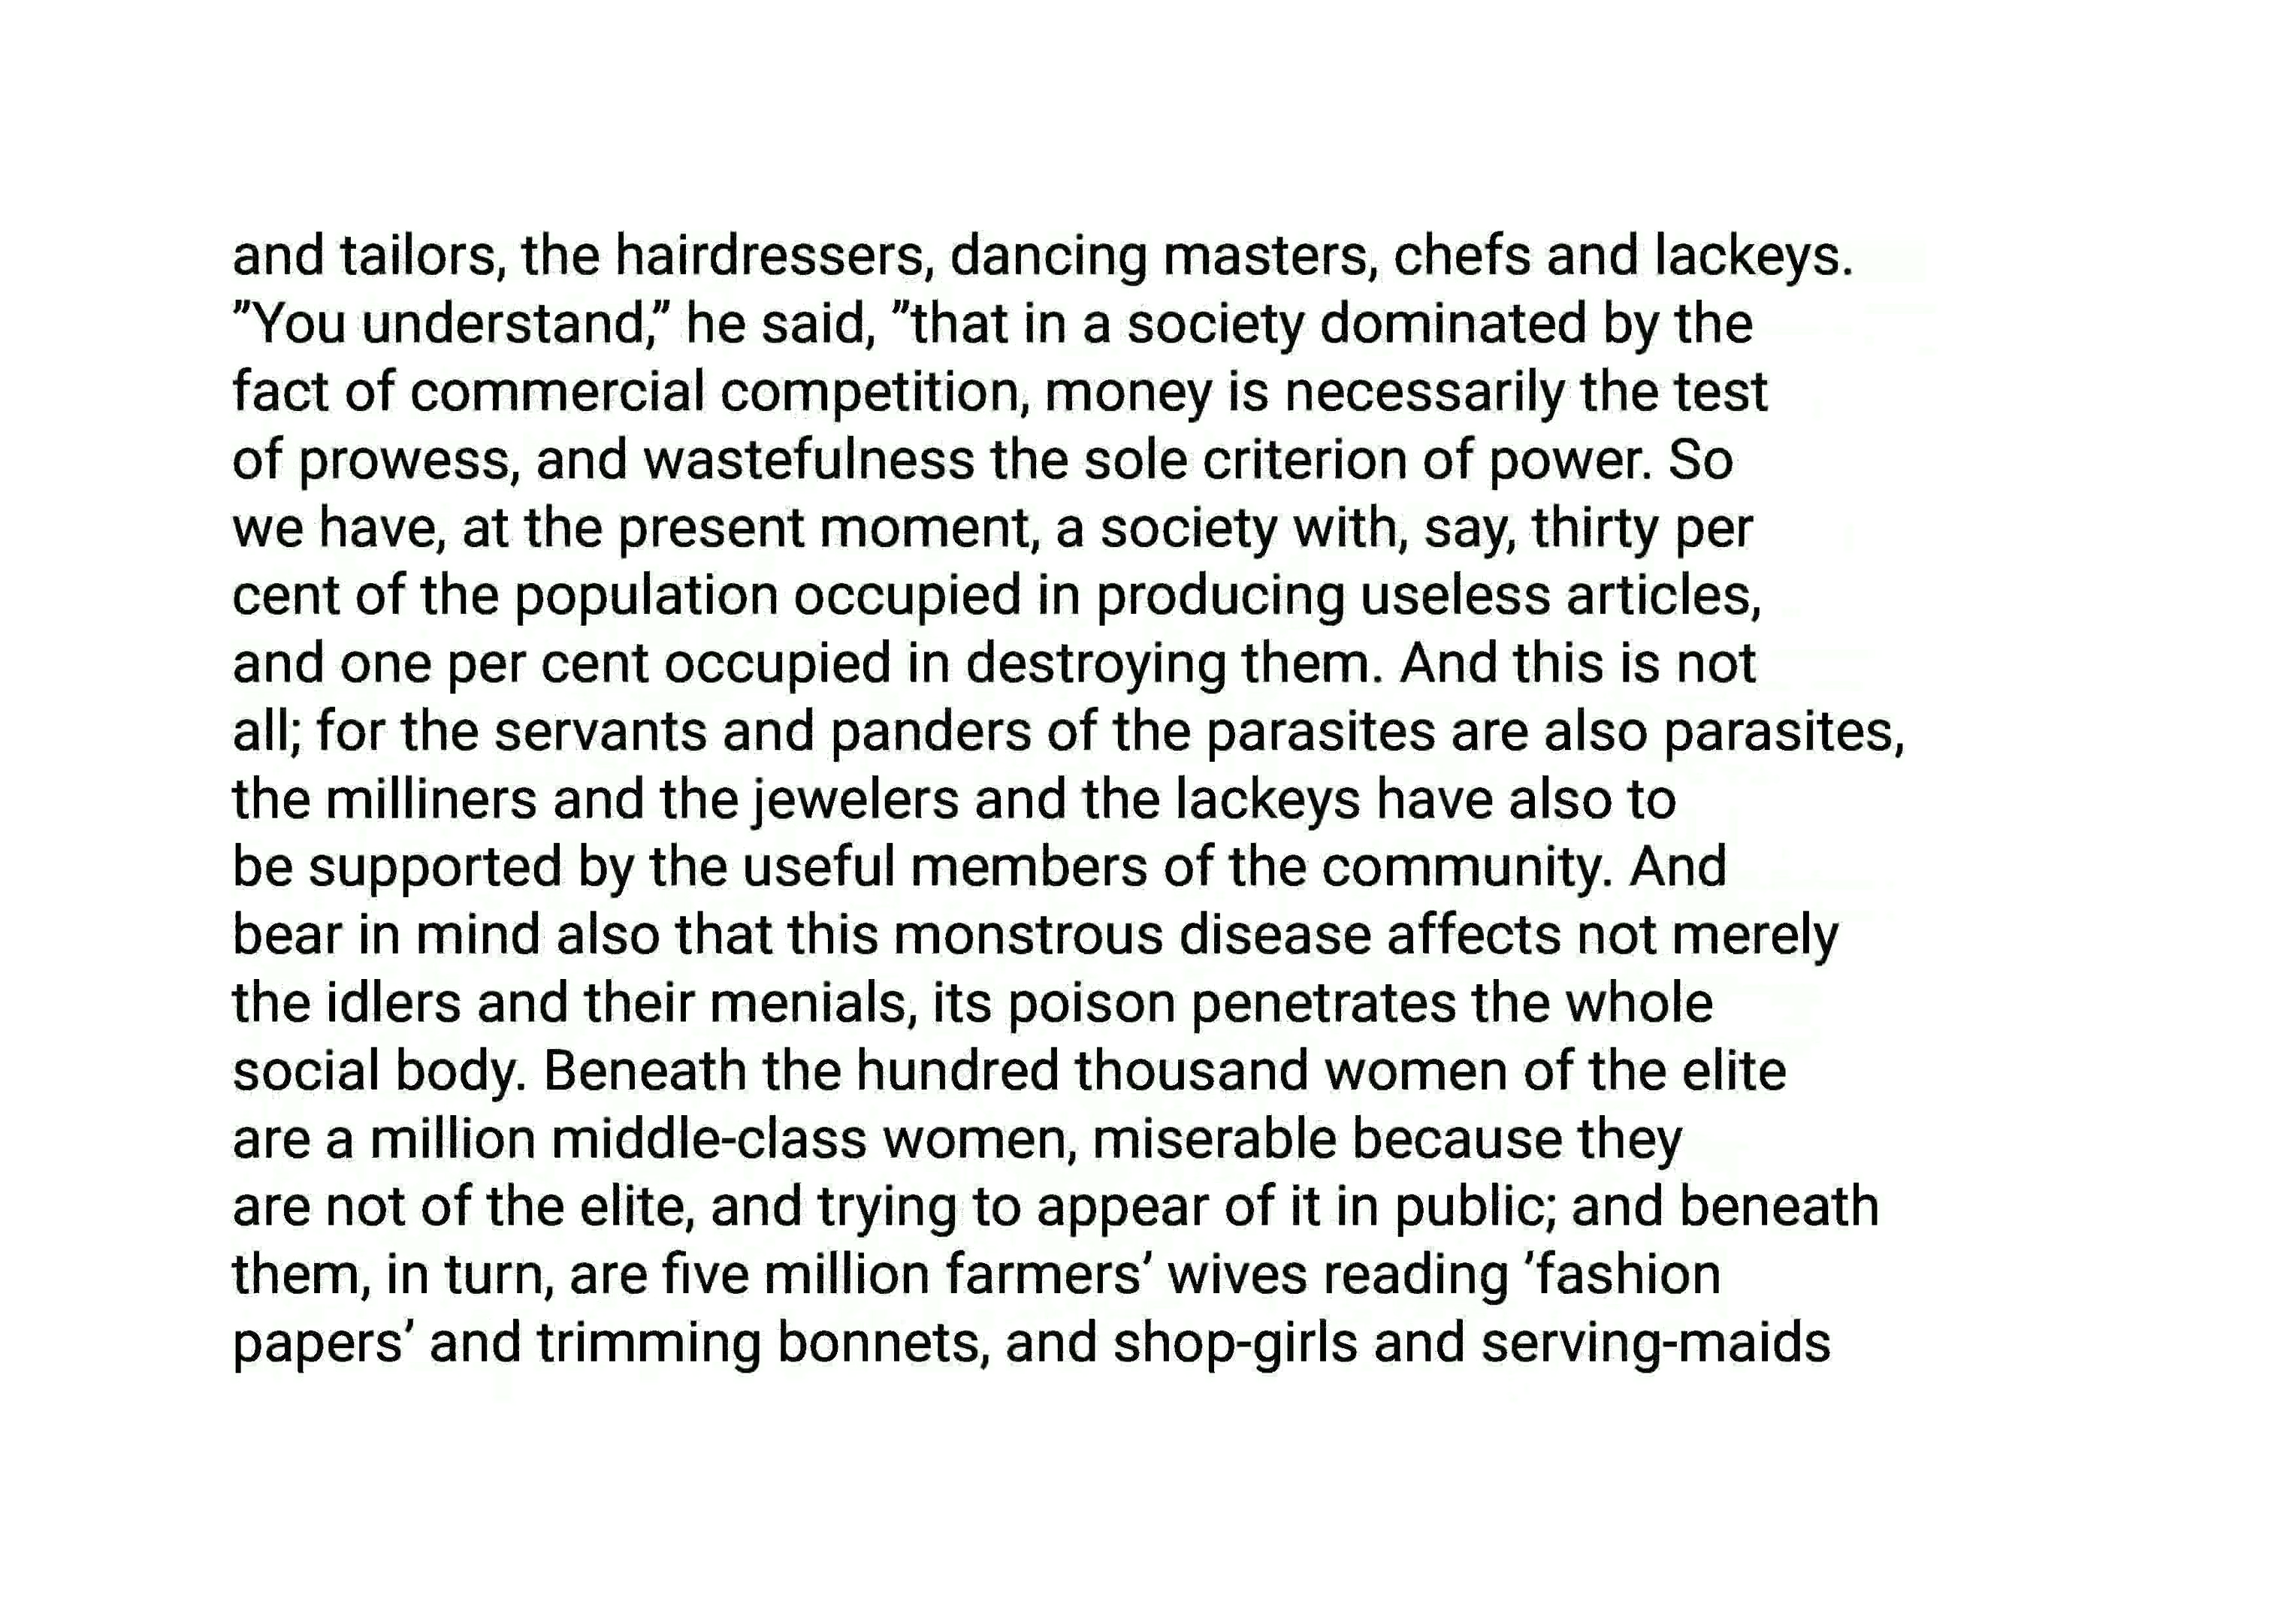 and tailors, the hairdressers, dancing masters, chefs and lackeys.
”You understand,” he said, ”that in a society dominated by the
fact of commercial competition, money is necessarily the test
of prowess, and wastefulness the sole criterion of power. So
we have, at the present moment, a society with, say, thirty per
cent of the population occupied in producing useless articles,
and one per cent occupied in destroying them. And this is not
all; for the servants and panders of the parasites are also parasites,
the milliners and the jewelers and the lackeys have also to
be supported by the useful members of the community. And
bear in mind also that this monstrous disease affects not merely
the idlers and their menials, its poison penetrates the whole
social body. Beneath the hundred thousand women of the elite
are a million middle-class women, miserable because they
are not of the elite, and trying to appear of it in public; and beneath
them, in turn, are five million farmers’ wives reading ’fashion
papers’ and trimming bonnets, and shop-girls and serving-maids